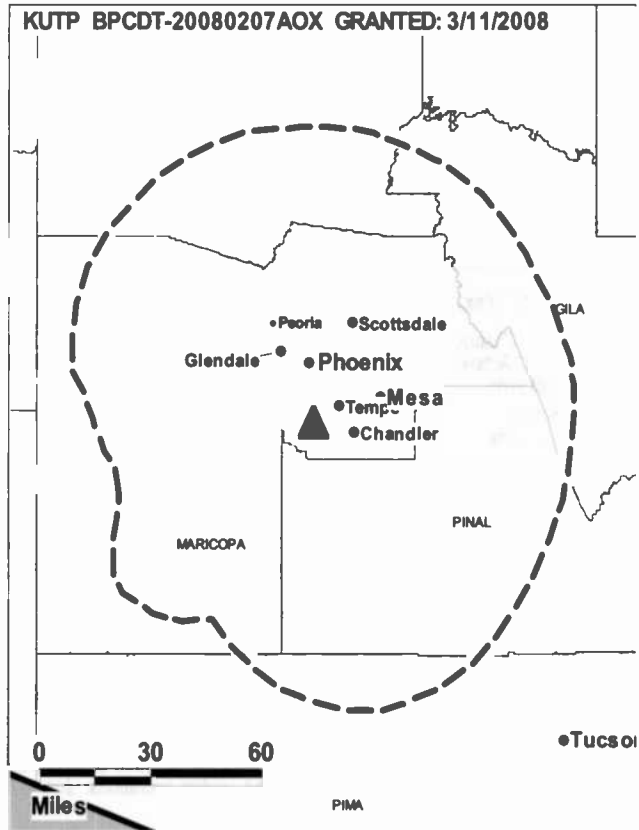 KUTP BPCDT-20080207AOX GRANTED: 3/11/2008
GILA
Peoria
Scottsdale
Glendale
Phoenix
Mesa
Tempe
Chandler
PINAL
MARICOPA
Tucso
0 30 60
Miles
PIMA